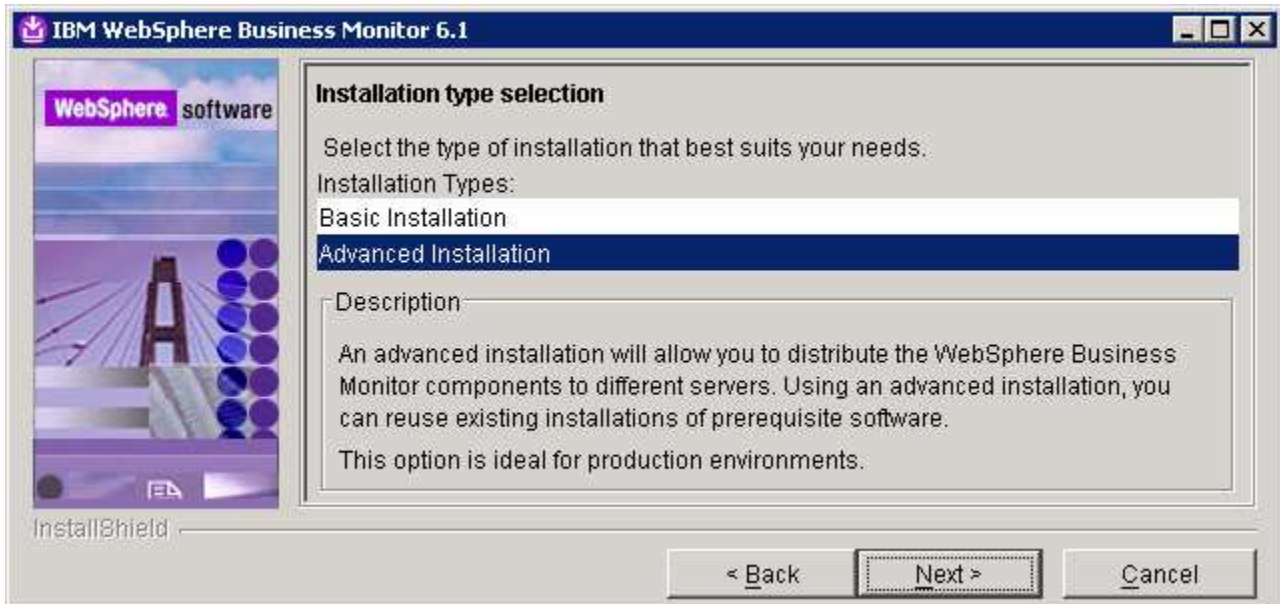 IBM WebSphere Business Monitor 6.1
WebSphere software
Installation type selection
Select the type of installation that best suits your needs.
Installation Types:
Basic Installation
Advanced Installation
Description
An advanced installation will allow you to distribute the WebSphere Business
Monitor components to different servers. Using an advanced installation, you
can reuse existing installations of prerequisite software.
This option is ideal for production environments.
InstallShield
< Back
Next >
Cancel